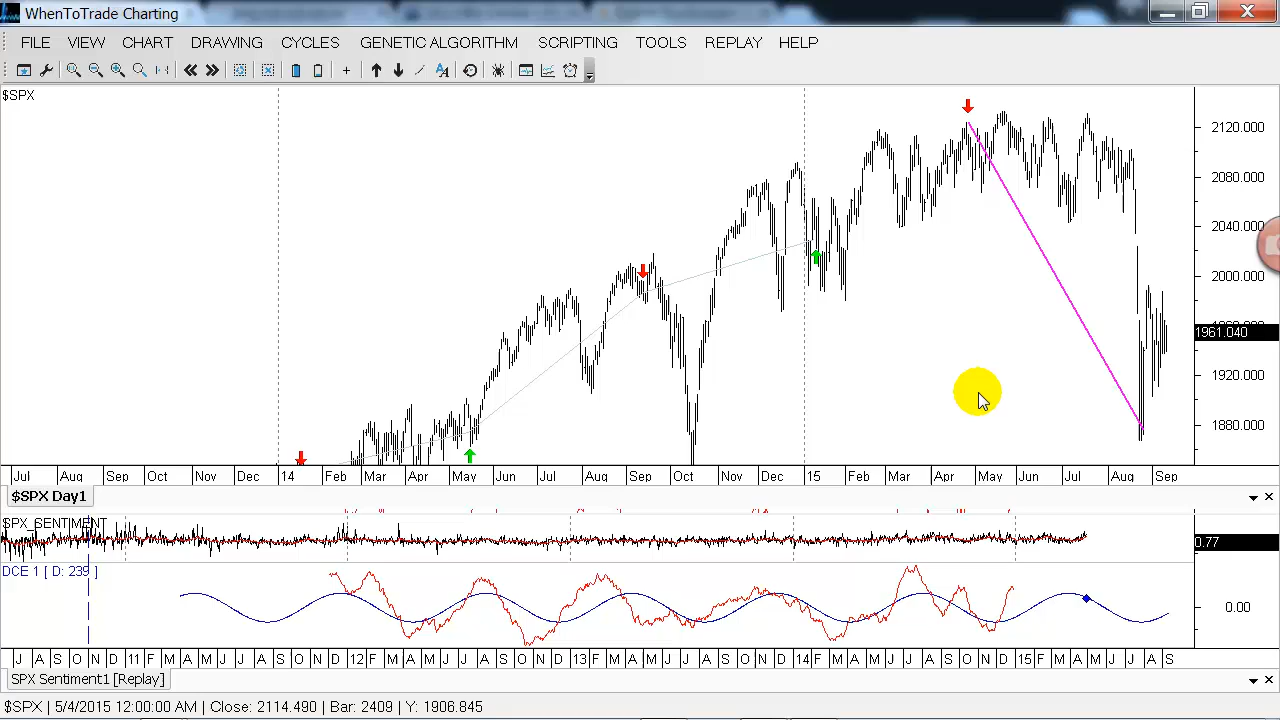 WhenToTrade Charting
FILE VIEW CHART DRAWING CYCLES GENETIC ALGORITHM SCRIPTING TOOLS REPLAY HELP
$SPX
2120.000
2080.000
2040.000
2000.000
1961.040
1920.000
1880.000
Jul Aug Sep Oct Nov Dec 14 Feb Mar Apr May Jun Jul Aug Sep Oct Nov Dec 15 Feb Mar Apr May Jun Jul Aug Sep
$SPX Day1
SPX_SENTIMENT
0.77
DCE 1 [ D: 239 ]
0.00
J A S O N D 11 F M A M J J A S O N D 12 F M A M J J A S O N D 13 F M A M J J A S O N D 14 F M A M J J A S O N D 15 F M A M J J A S
SPX Sentiment1 [Replay]
$SPX | 5/4/2015 12:00:00 AM | Close: 2114.490 | Bar: 2409 | Y: 1906.845